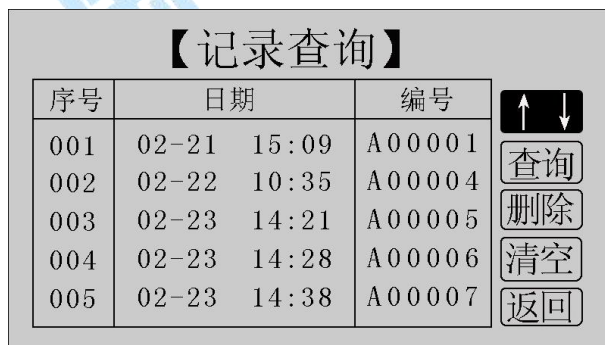 【记录查询】
序号 日期 编号
↑ ↓
001 02-21 15:09 A00001
查询
002 02-22 10:35 A00004
003 02-23 14:21 A00005
删除
004 02-23 14:28 A00006
清空
005 02-23 14:38 A00007
返回